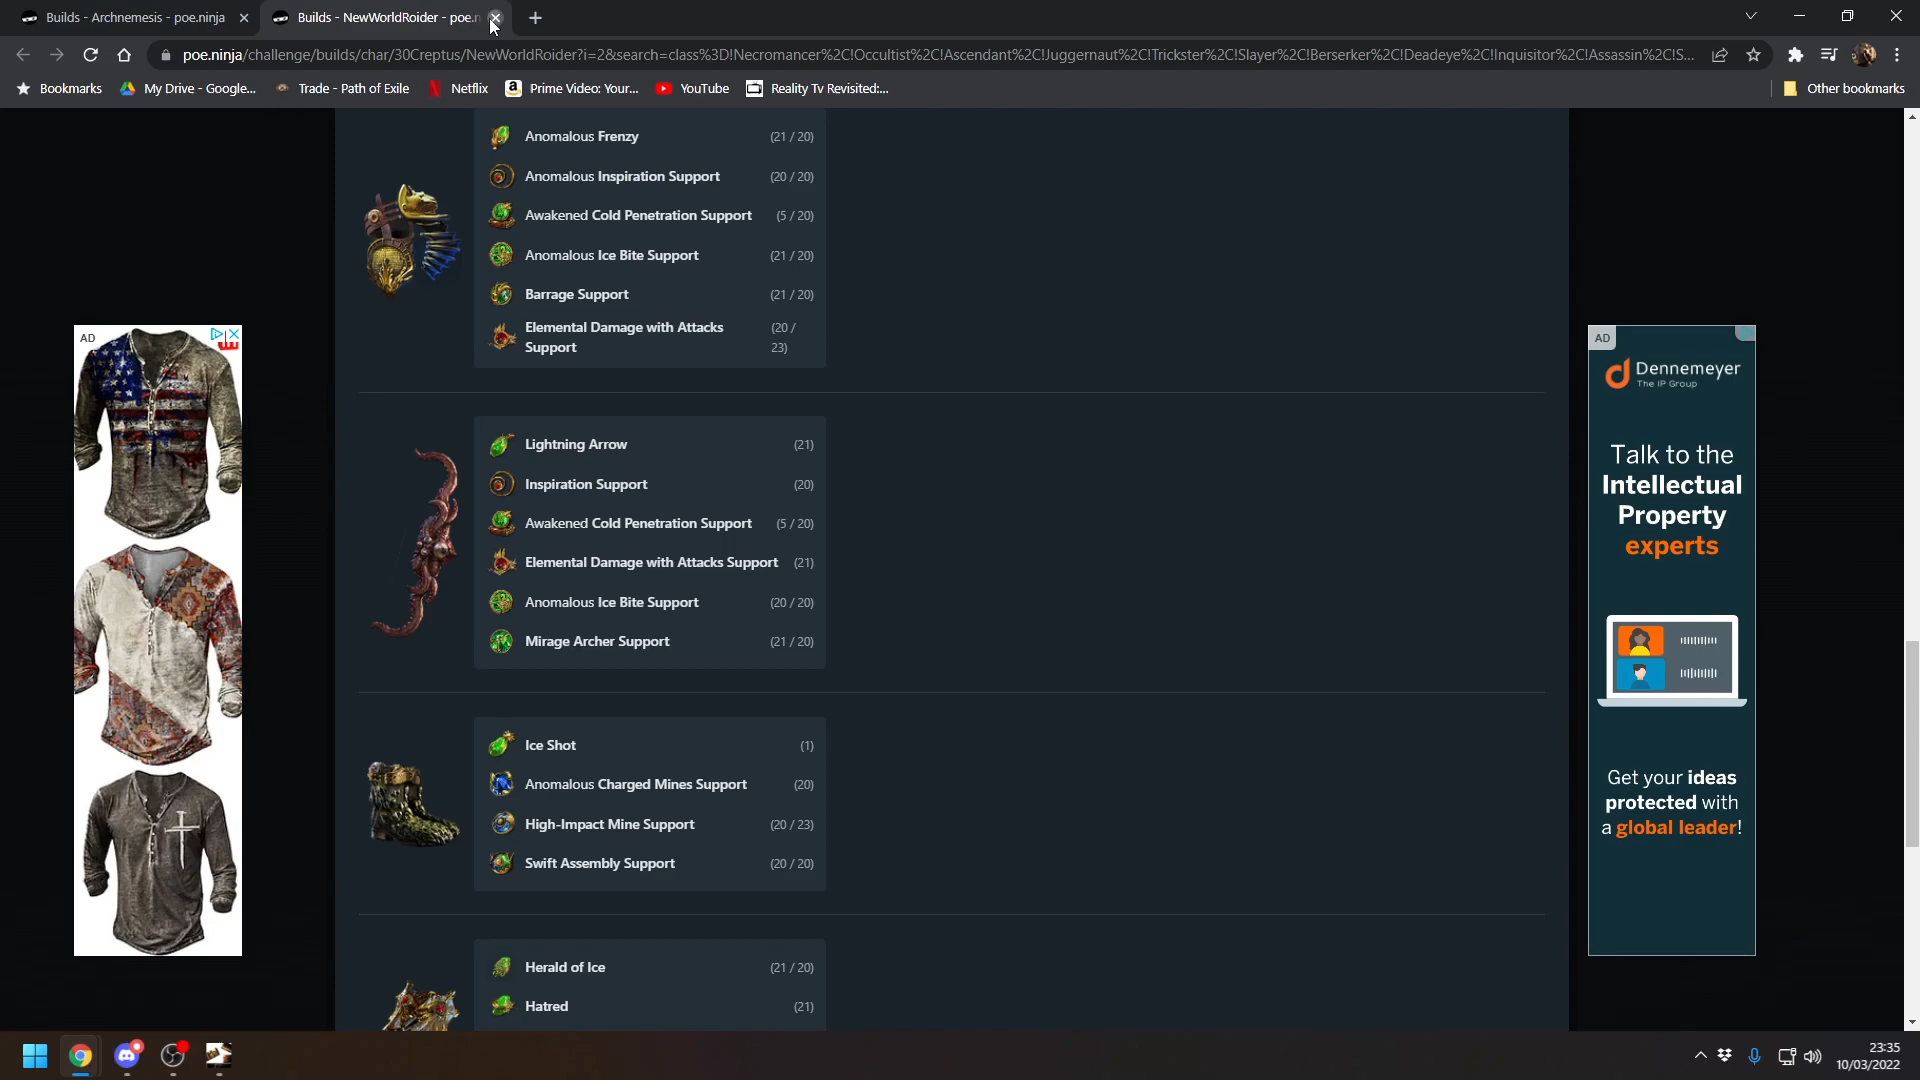 Builds - Archnemesis - poe.ninja
Builds - NewWorldRoider - poe.n
poe.ninja/challenge/builds/char/30Creptus/NewWorldRoider?i=2&search=class%3D!Necromancer%2C!Occultist%2C!Ascendant%2C!Juggernaut%2C!Trickster%2C!Slayer%2C!Berserker%2C!Deadeye%2C!Inquisitor%2C!Assassin%2C!S...
Bookmarks
My Drive - Google...
Trade - Path of Exile
Netflix
Prime Video: Your...
YouTube
Reality Tv Revisited:...
Other bookmarks
Anomalous Frenzy (21 / 20)
Anomalous Inspiration Support (20 / 20)
Awakened Cold Penetration Support (5 / 20)
Anomalous Ice Bite Support (21 / 20)
Barrage Support (21 / 20)
Elemental Damage with Attacks (20 /
Support 23)
Lightning Arrow (21)
Inspiration Support (20)
Awakened Cold Penetration Support (5 / 20)
Elemental Damage with Attacks Support (21)
Anomalous Ice Bite Support (20 / 20)
Mirage Archer Support (21 / 20)
Ice Shot (1)
Anomalous Charged Mines Support (20)
High-Impact Mine Support (20 / 23)
Swift Assembly Support (20 / 20)
Herald of Ice (21 / 20)
Hatred (21)
AD
AD
Dennemeyer
The IP Group
Talk to the
Intellectual
Property
experts
Get your ideas
protected with
a global leader!
23:35
10/03/2022